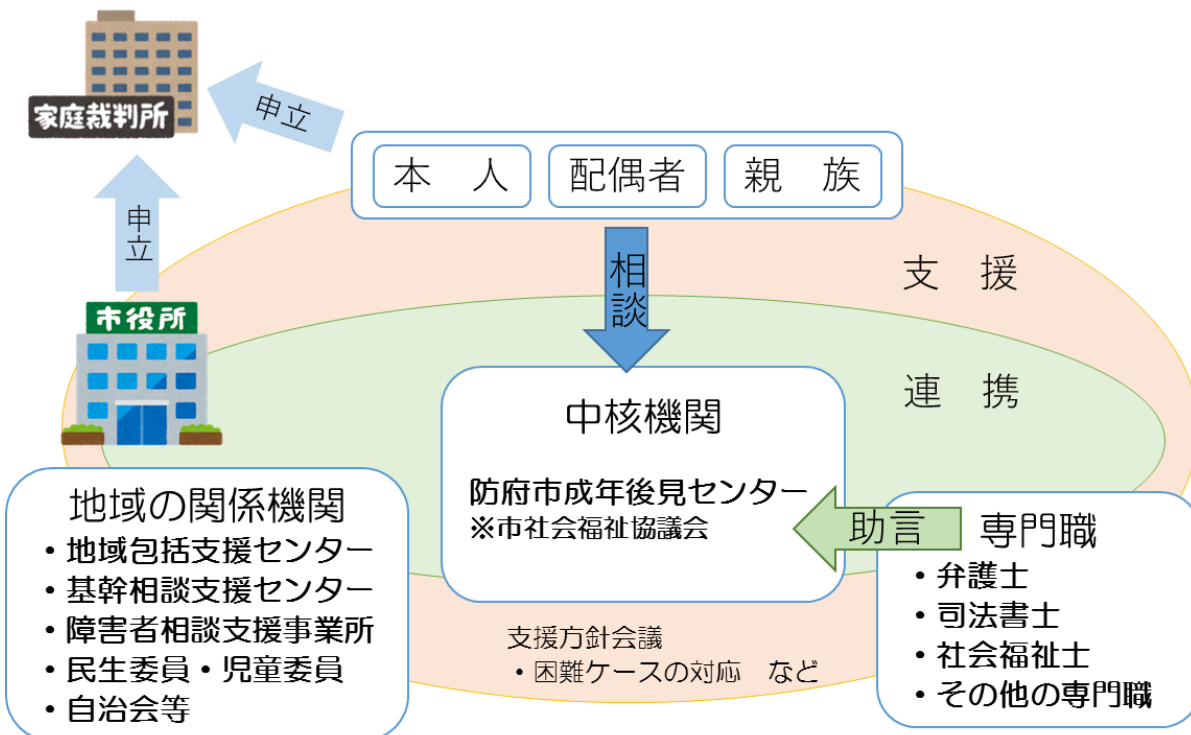 家庭裁判所
申立
本　人
配偶者
親　族
申立
相談
支　援
市役所
連　携
中核機関
防府市成年後見センター
※市社会福祉協議会
地域の関係機関
・地域包括支援センター
・基幹相談支援センター
・障害者相談支援事業所
・民生委員・児童委員
・自治会等
助言
専門職
・弁護士
・司法書士
・社会福祉士
・その他の専門職
支援方針会議
・困難ケースの対応　など